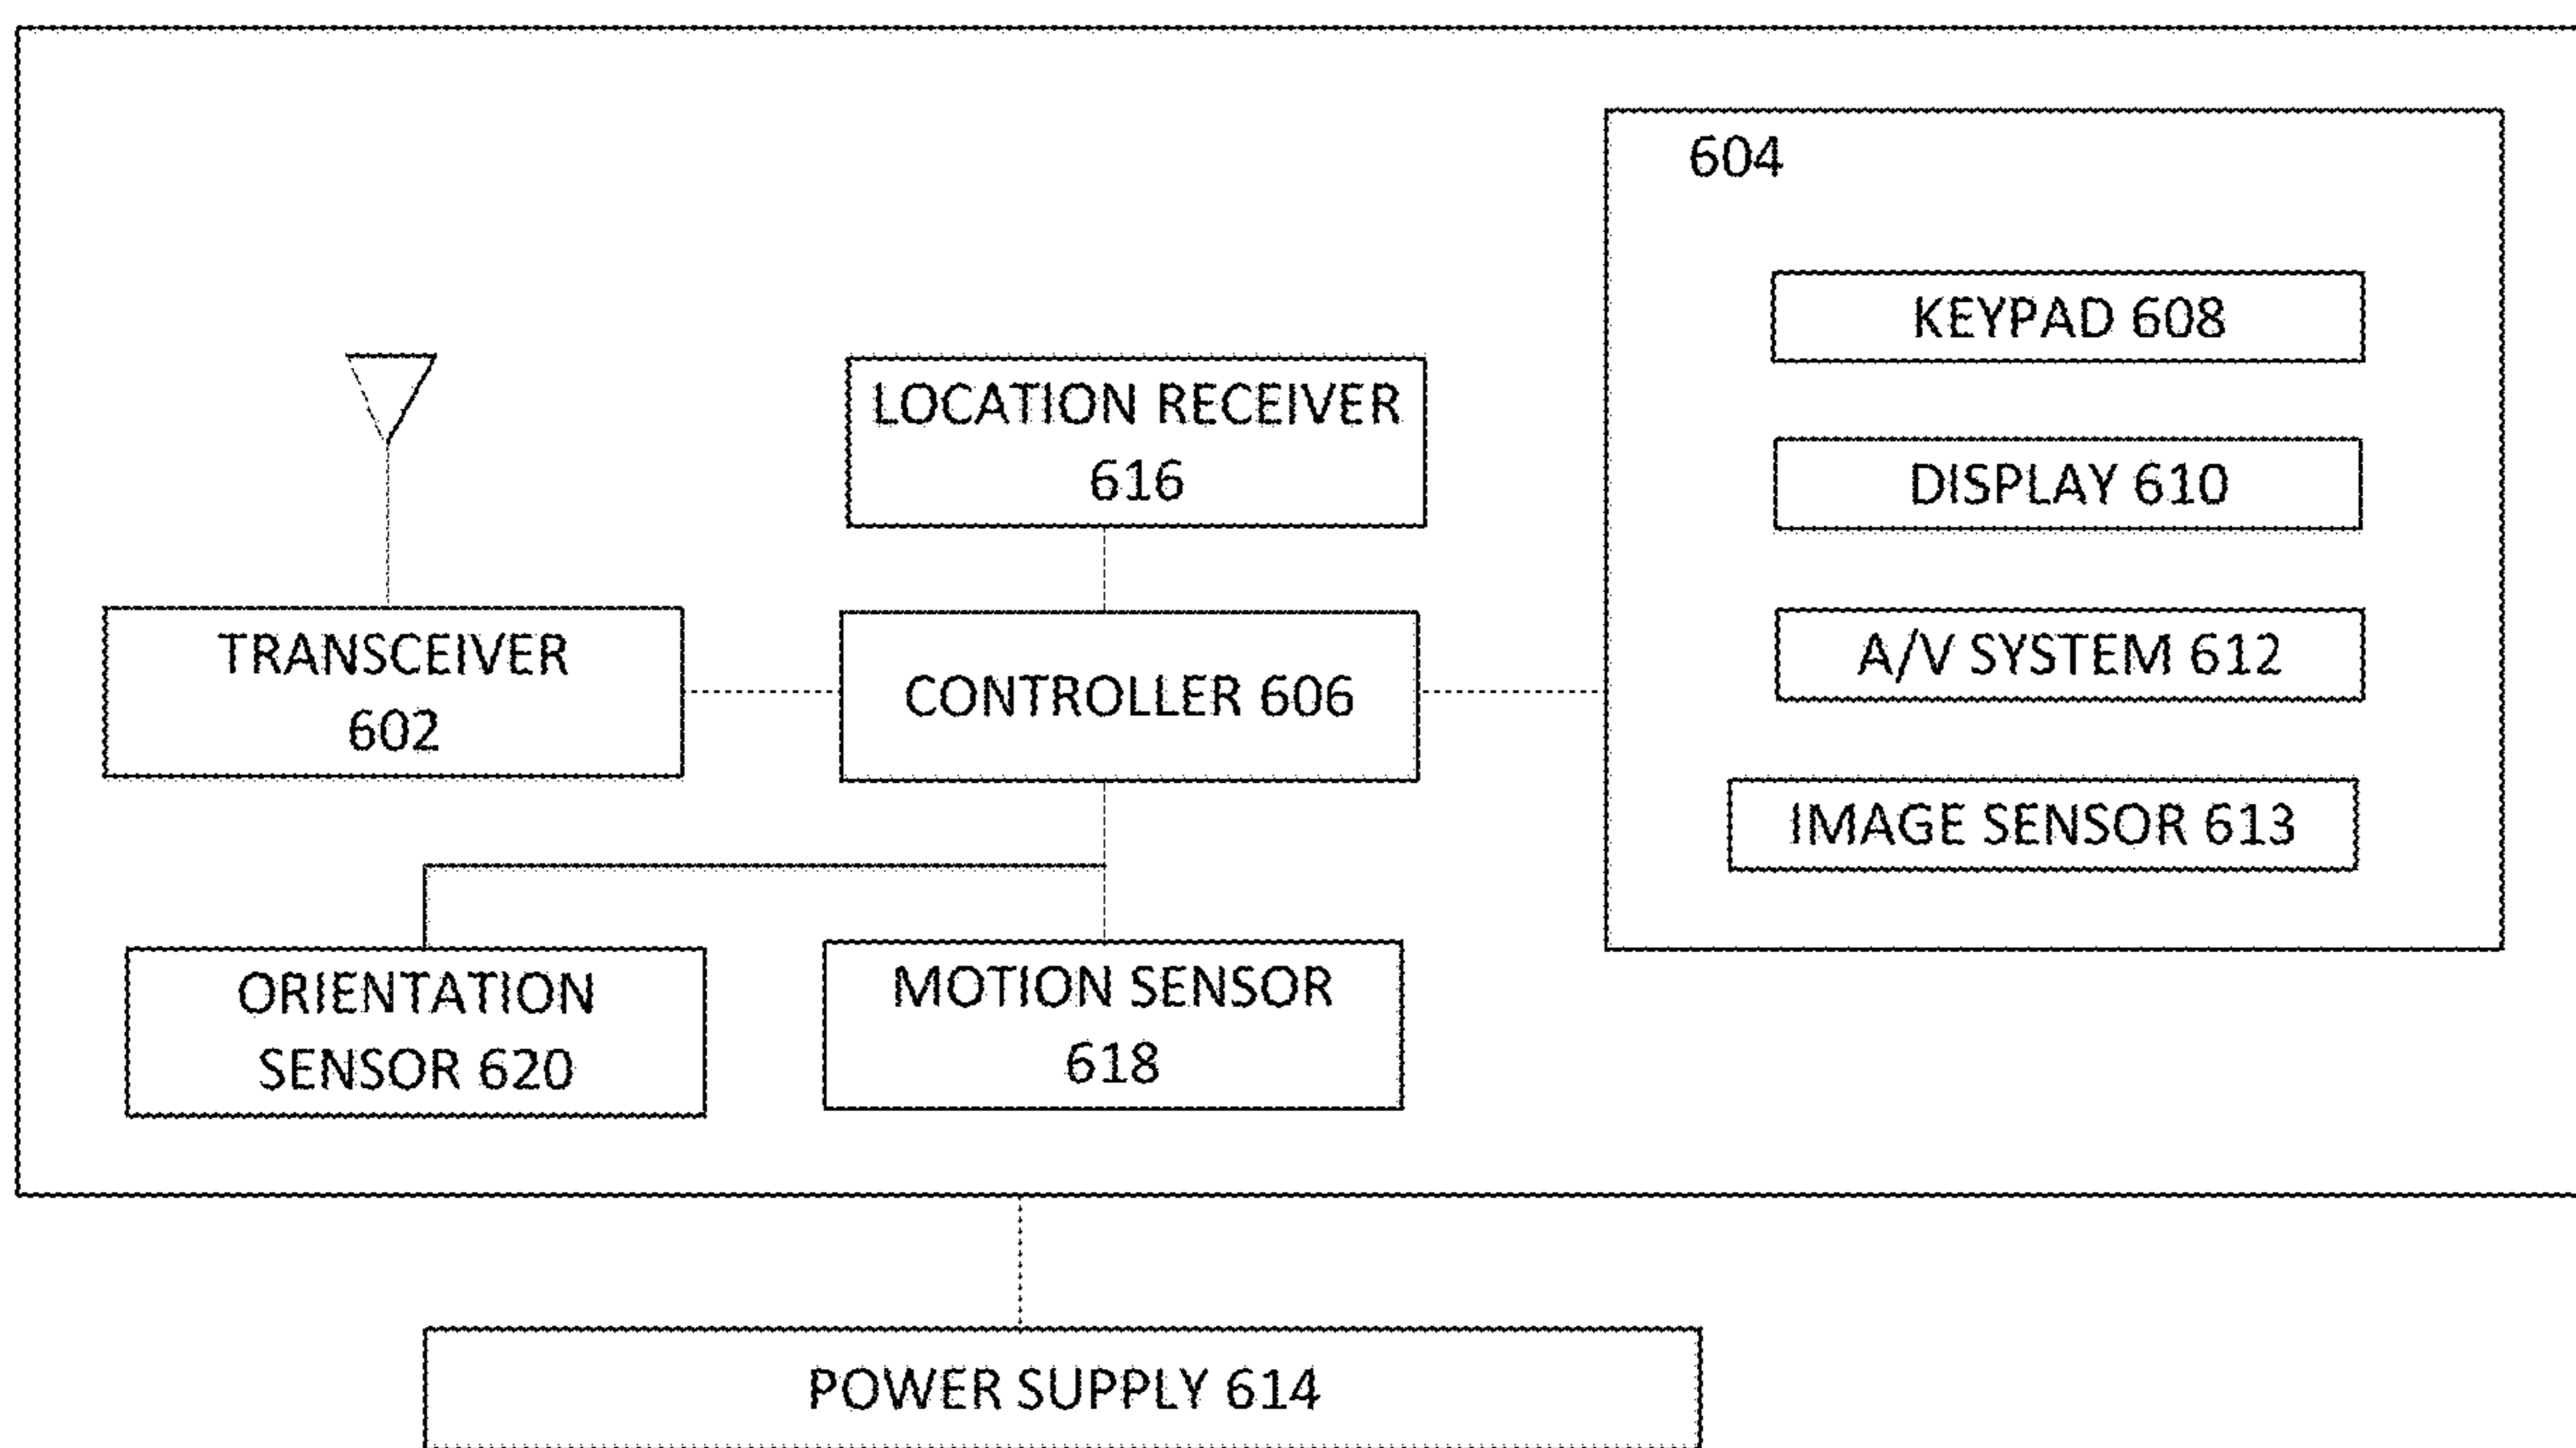 604
KEYPAD 608
LOCATION RECEIVER
616
DISPLAY 610
TRANSCEIVER
602
CONTROLLER 606
A/V SYSTEM 612
IMAGE SENSOR 613
ORIENTATION
SENSOR 620
MOTION SENSOR
618
POWER SUPPLY 614